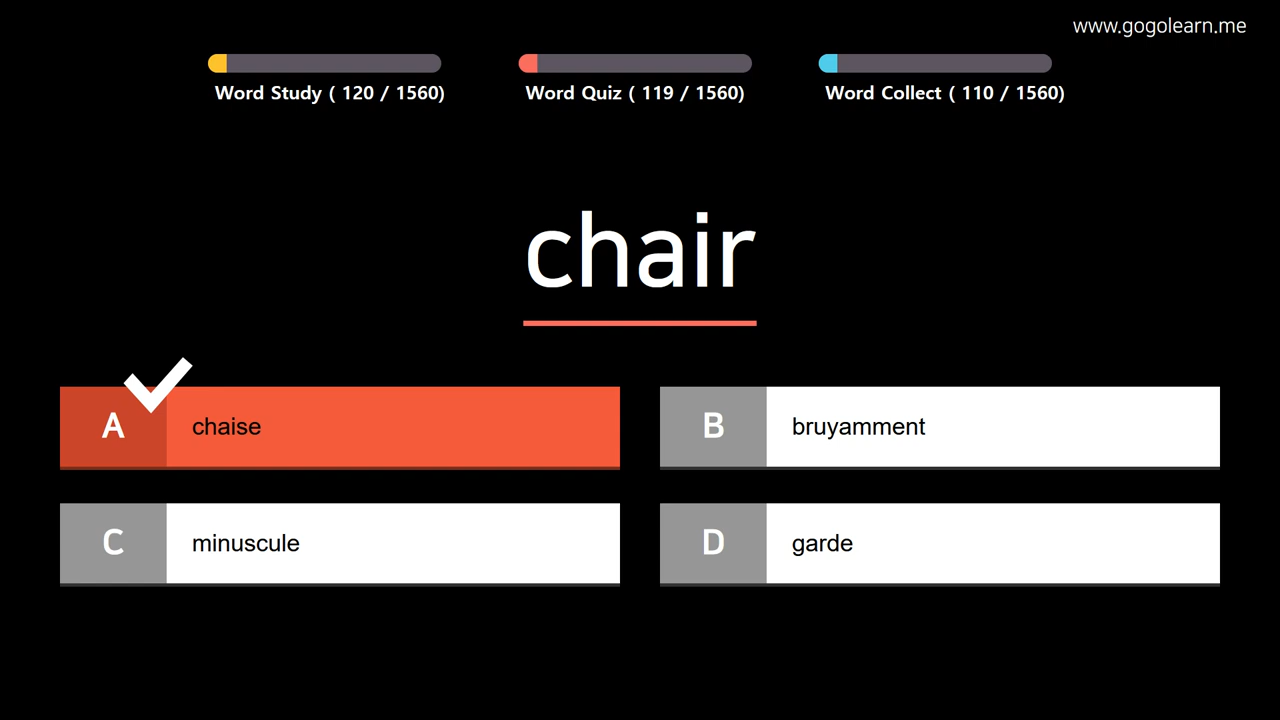 www.gogolearn.me
Word Study ( 120 / 1560)
Word Quiz ( 119 / 1560)
Word Collect ( 110 / 1560)
chair
A chaise
B bruyamment
C minuscule
D garde